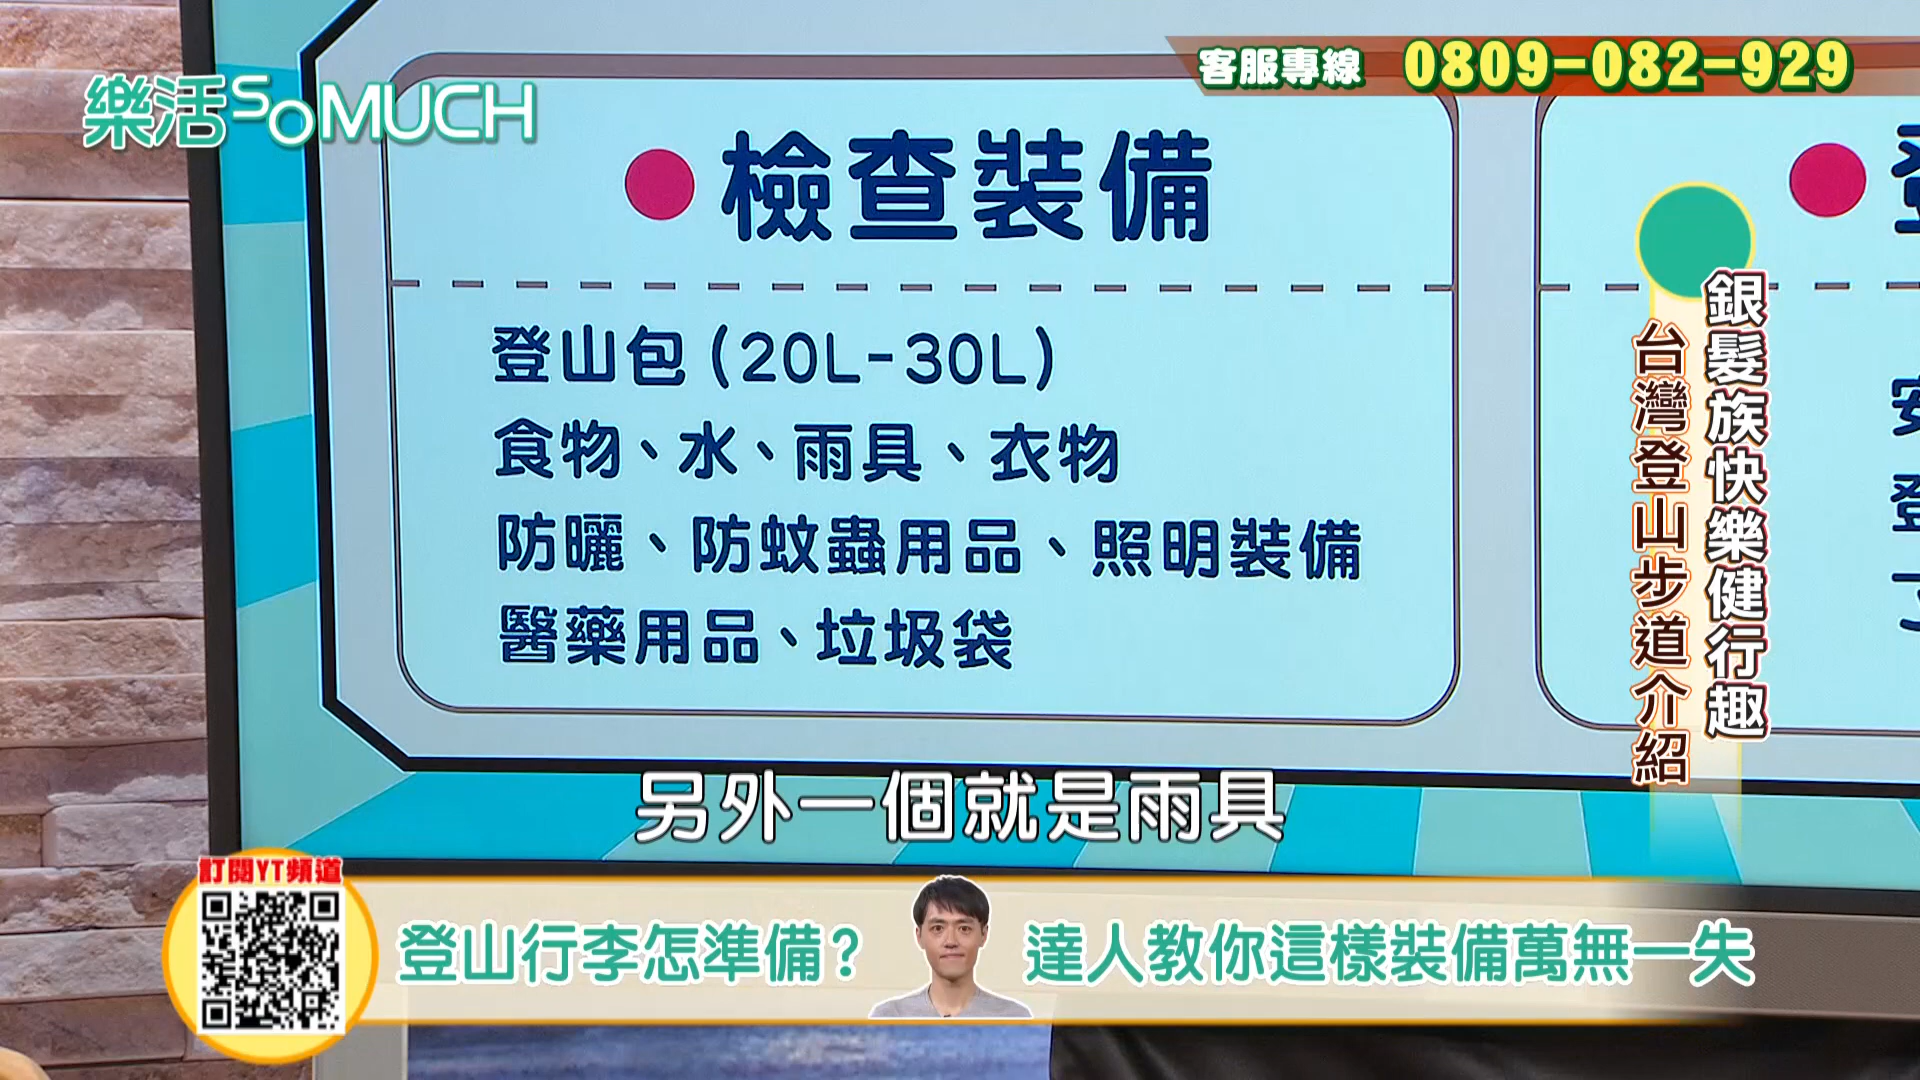 樂活SOMUCH
客服專線 0809-082-929
檢查裝備
登山包(20L-30L)
食物、水、雨具、衣物
防曬、防蚊蟲用品、照明裝備
醫藥用品、垃圾袋
銀髮族快樂健行趣
台灣登山步道介紹
另外一個就是雨具
訂閱YT頻道
登山行李怎準備？ 達人教你這樣裝備萬無一失